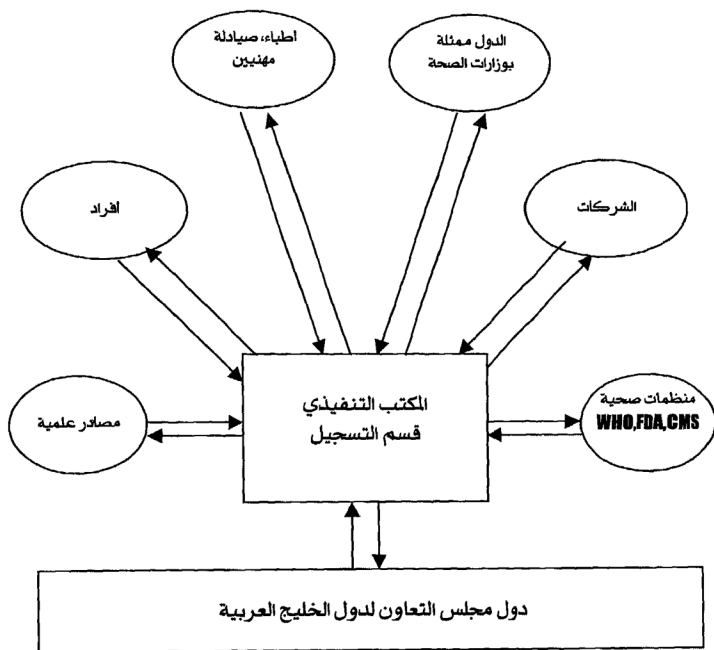 الدول ممثلة
بوزارات الصحة
اطباء، صيادلة
مهنيين
الشركات
افراد
منظمات صحية
WHO,FDA,CMS
المكتب التنفيذي
قسم التسجيل
مصادر علمية
دول مجلس التعاون لدول الخليج العربية